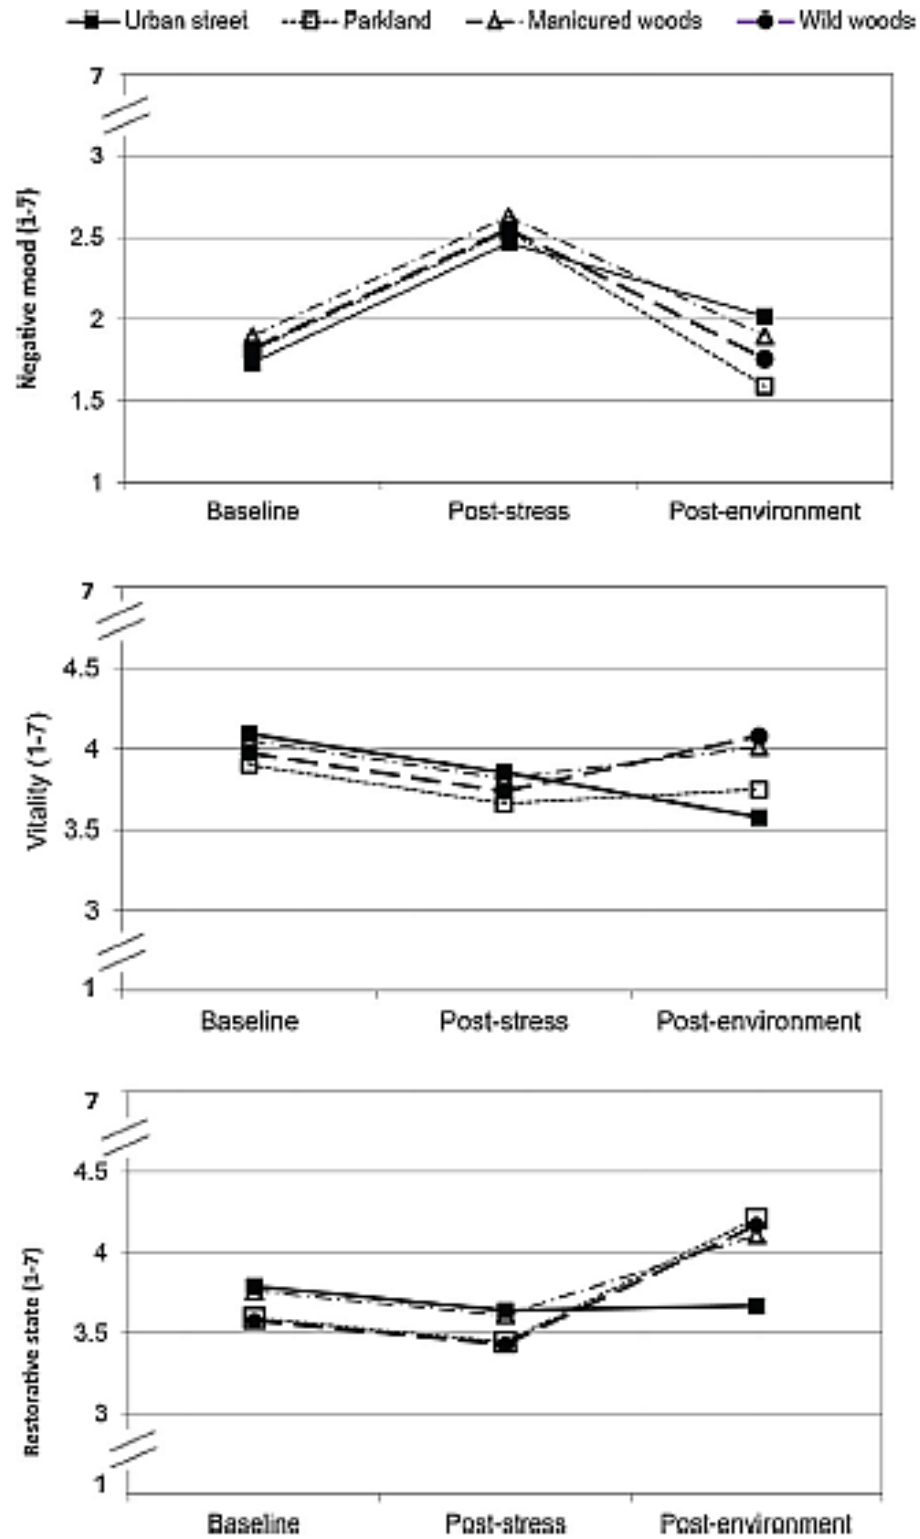 Urban street Parkland Manicured woods Wild woods
7
3
2.5
2
1.5
1
Negative mood (1-7)
Baseline Post-stress Post-environment
7
4.5
4
3.5
3
1
Vitality (1-7)
Baseline Post-stress Post-environment
7
4.5
4
3.5
3
1
Restorative state (1-7)
Baseline Post-stress Post-environment